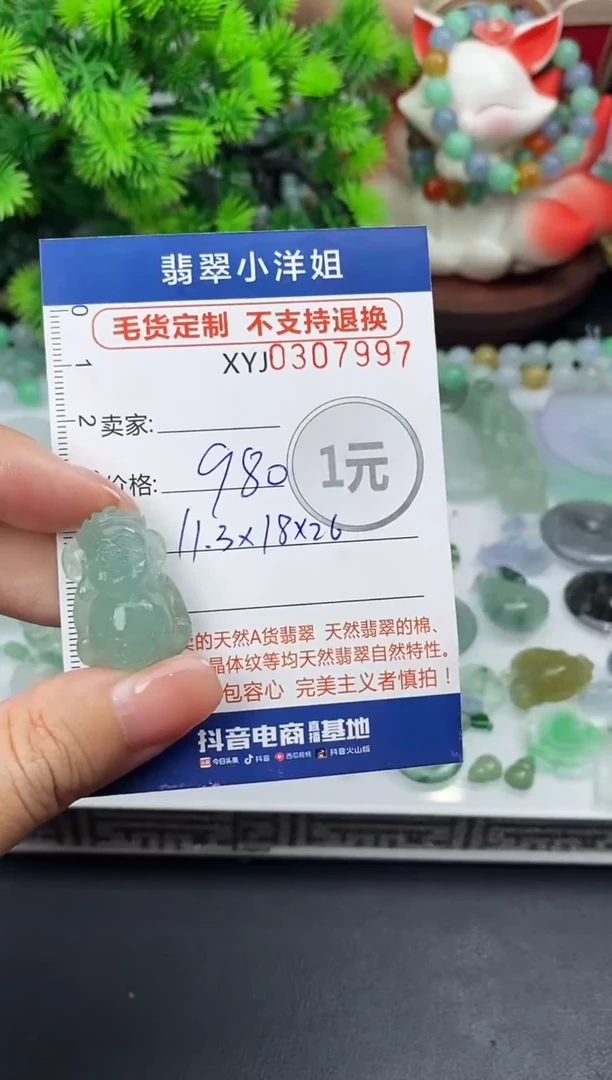 翡翠小洋姐
毛货定制 不支持退换
XYJ0307997
0
1
2 卖家:
价格: 980
1元
11.3×18×26
的天然A货翡翠 天然翡翠的棉、
晶体纹等均天然翡翠自然特性。
包容心 完美主义者慎拍！
抖音电商直播基地
今日头条 抖音 西瓜视频 抖音火山版